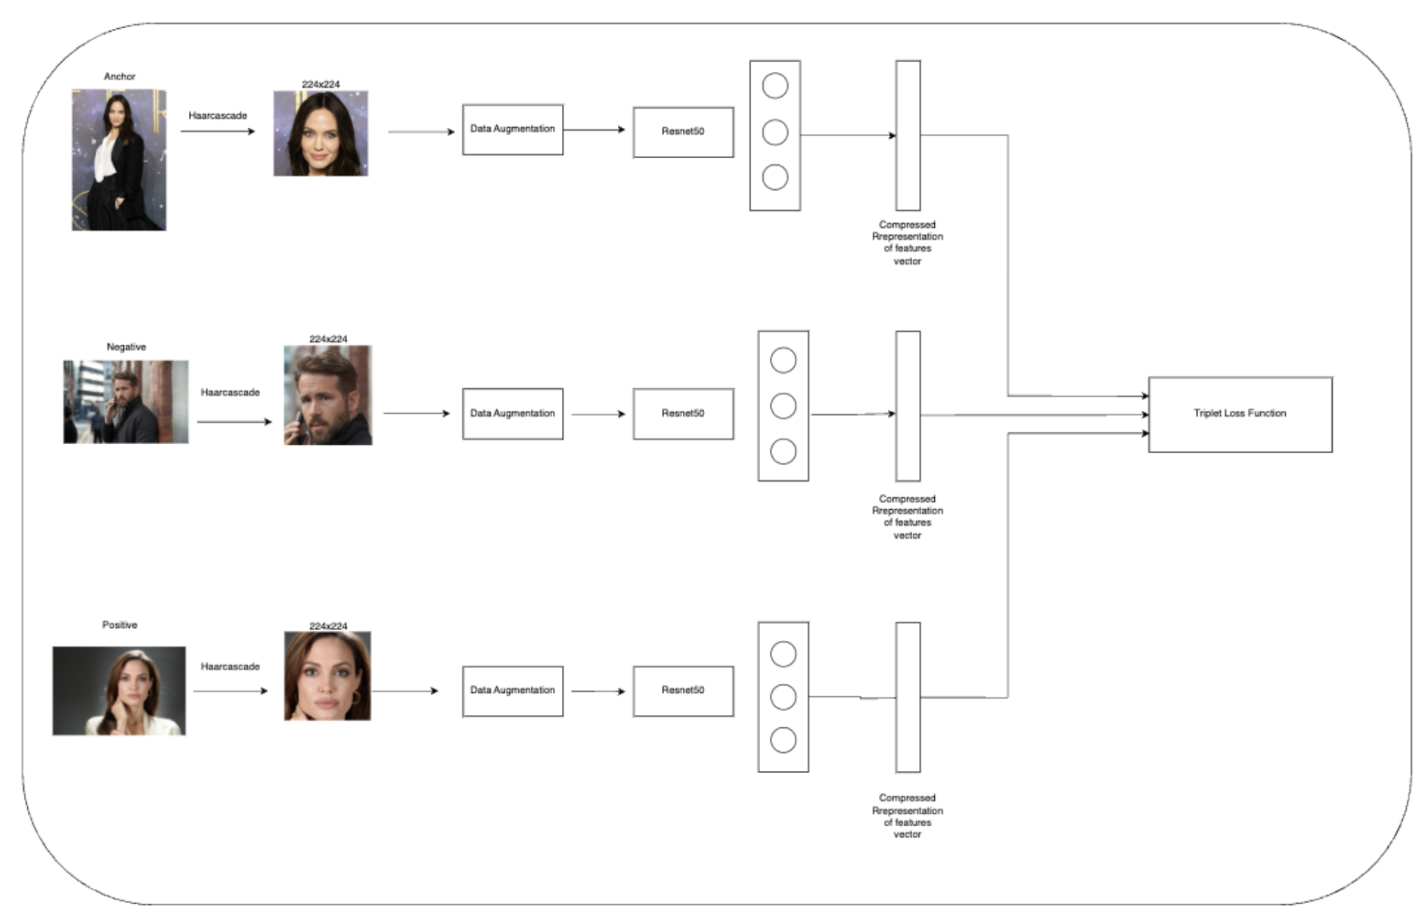 Anchor
Haarcascade
224x224
Data Augmentation
Resnet50
Compressed
Rrepresentation
of features
vector
Negative
Haarcascade
224x224
Data Augmentation
Resnet50
Triplet Loss Function
Compressed
Rrepresentation
of features
vector
Positive
Haarcascade
224x224
Data Augmentation
Resnet50
Compressed
Rrepresentation
of features
vector